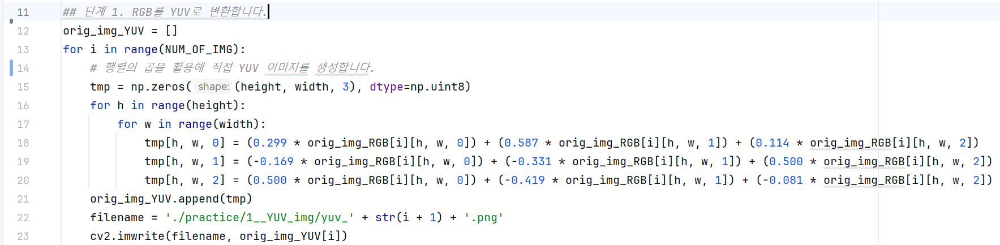 11 ## 단계 1. RGB를 YUV로 변환합니다.
12 orig_img_YUV = []
13 for i in range(NUM_OF_IMG):
14 # 행렬의 곱을 활용해 직접 YUV 이미지를 생성합니다.
15 tmp = np.zeros( shape: (height, width, 3), dtype=np.uint8)
16 for h in range(height):
17 for w in range(width):
18 tmp[h, w, 0] = (0.299 * orig_img_RGB[i][h, w, 0]) + (0.587 * orig_img_RGB[i][h, w, 1]) + (0.114 * orig_img_RGB[i][h, w, 2])
19 tmp[h, w, 1] = (-0.169 * orig_img_RGB[i][h, w, 0]) + (-0.331 * orig_img_RGB[i][h, w, 1]) + (0.500 * orig_img_RGB[i][h, w, 2])
20 tmp[h, w, 2] = (0.500 * orig_img_RGB[i][h, w, 0]) + (-0.419 * orig_img_RGB[i][h, w, 1]) + (-0.081 * orig_img_RGB[i][h, w, 2])
21 orig_img_YUV.append(tmp)
22 filename = './practice/1__YUV_img/yuv_' + str(i + 1) + '.png'
23 cv2.imwrite(filename, orig_img_YUV[i])